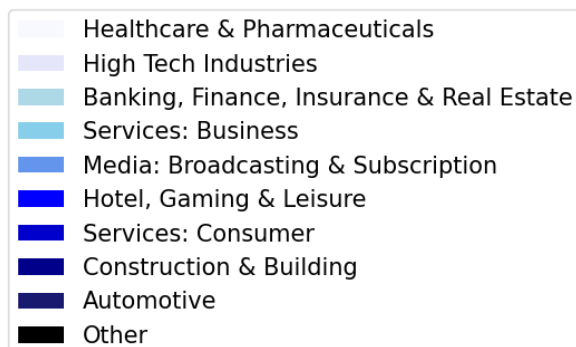 Healthcare & Pharmaceuticals
High Tech Industries
Banking, Finance, Insurance & Real Estate
Services: Business
Media: Broadcasting & Subscription
Hotel, Gaming & Leisure
Services: Consumer
Construction & Building
Automotive
Other